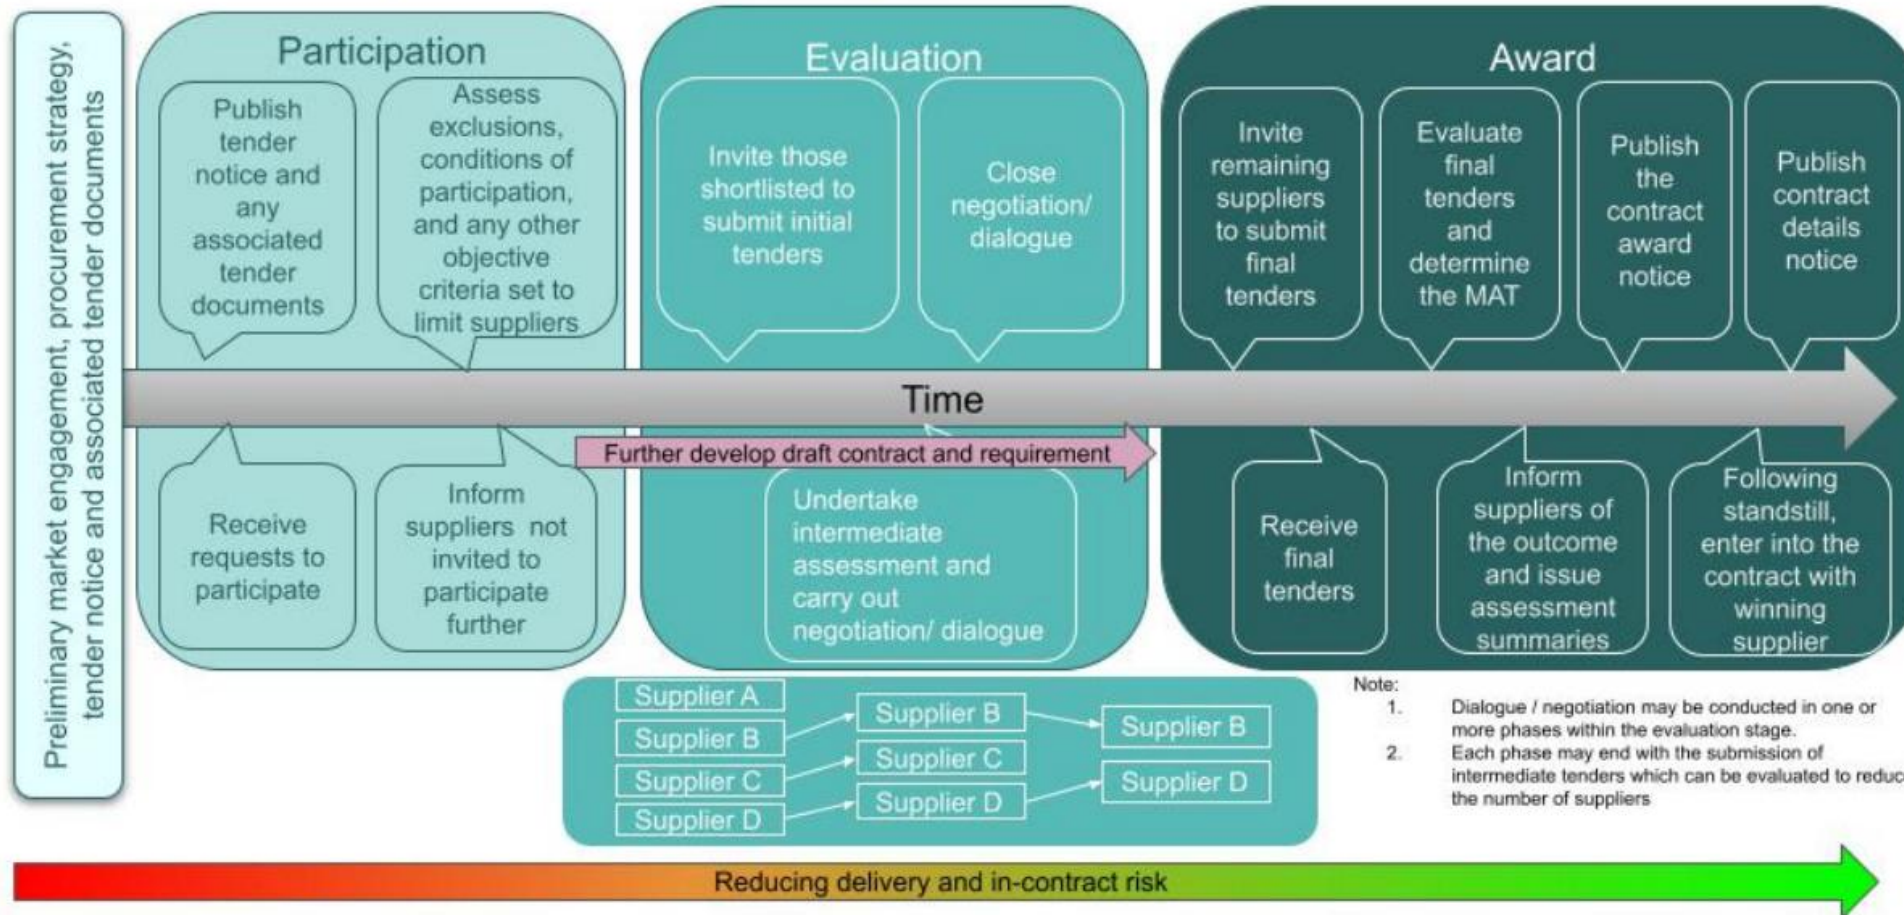 Preliminary market engagement, procurement strategy,
tender notice and associated tender documents
Participation
Publish
tender
notice and
any
associated
tender
documents
Assess
exclusions,
conditions of
participation,
and any other
objective
criteria set to
limit suppliers
Evaluation
Invite those
shortlisted to
submit initial
tenders
Close
negotiation/
dialogue
Award
Invite
remaining
suppliers
to submit
final
tenders
Evaluate
final
tenders
and
determine
the MAT
Publish
the
contract
award
notice
Publish
contract
details
notice
Time
Further develop draft contract and requirement
Receive
requests to
participate
Inform
suppliers not
invited to
participate
further
Undertake
intermediate
assessment and
carry out
negotiation/ dialogue
Receive
final
tenders
Inform
suppliers of
the outcome
and issue
assessment
summaries
Following
standstill,
enter into the
contract with
winning
supplier
Supplier A
Supplier B
Supplier C
Supplier D
Supplier B
Supplier C
Supplier D
Supplier B
Supplier D
Note:
1. Dialogue / negotiation may be conducted in one or
more phases within the evaluation stage.
2. Each phase may end with the submission of
intermediate tenders which can be evaluated to reduc
the number of suppliers
Reducing delivery and in-contract risk